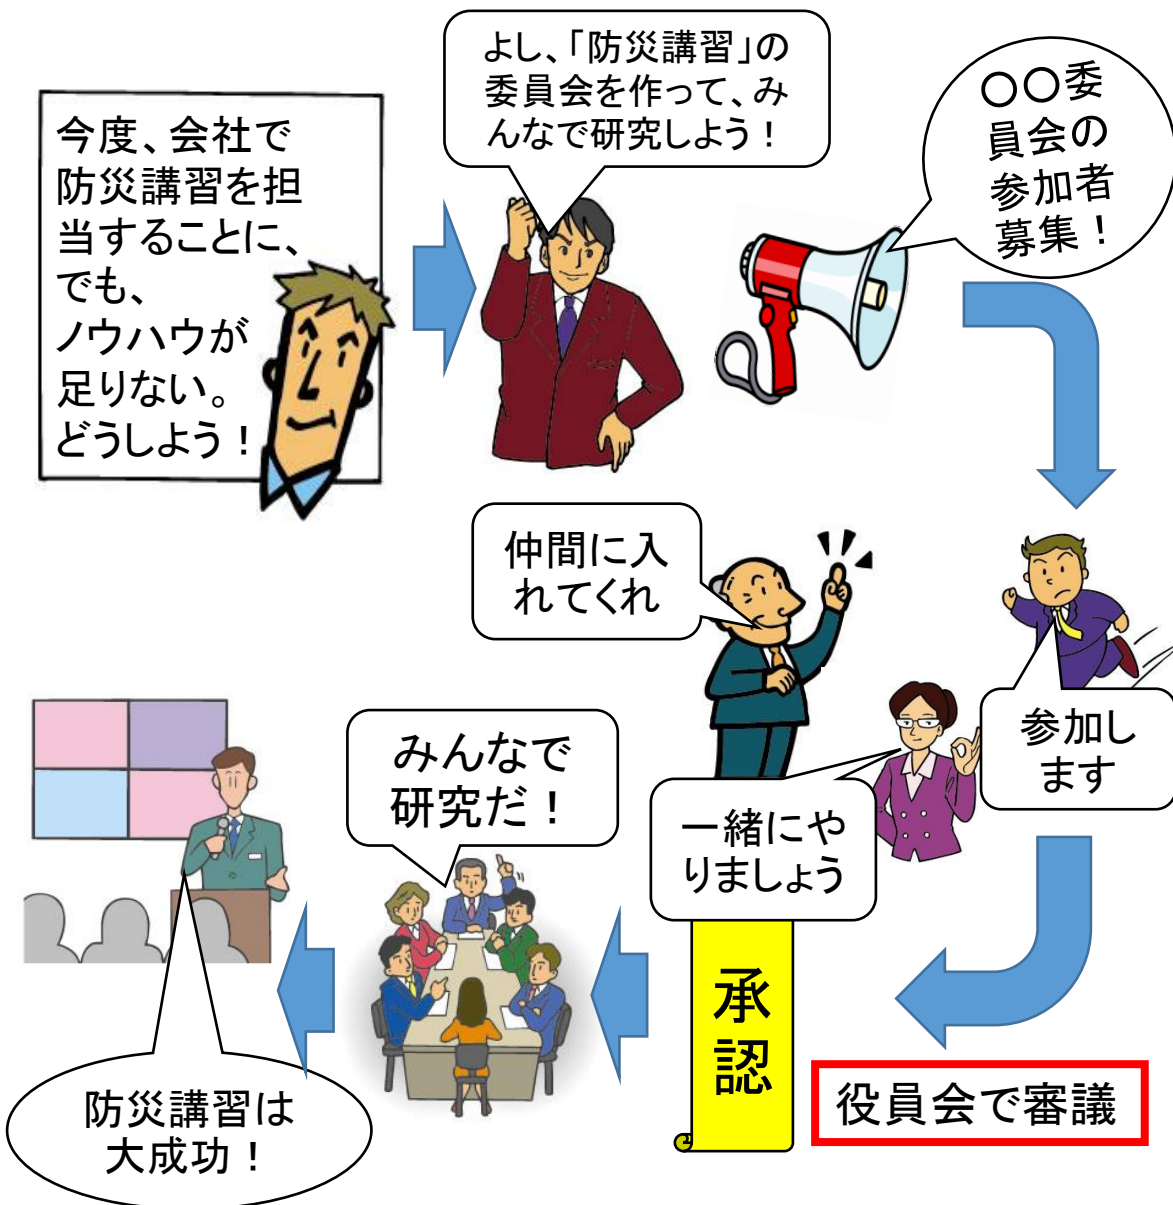 今度、会社で
防災講習を担
当することに、
でも、
ノウハウが
足りない。
どうしよう！
よし、「防災講習」の
委員会を作って、み
んなで研究しよう！
〇〇委
員会の
参加者
募集！
参加し
ます
仲間に入
れてくれ
一緒にや
りましょう
役員会で審議
承
認
みんなで
研究だ！
防災講習は
大成功！